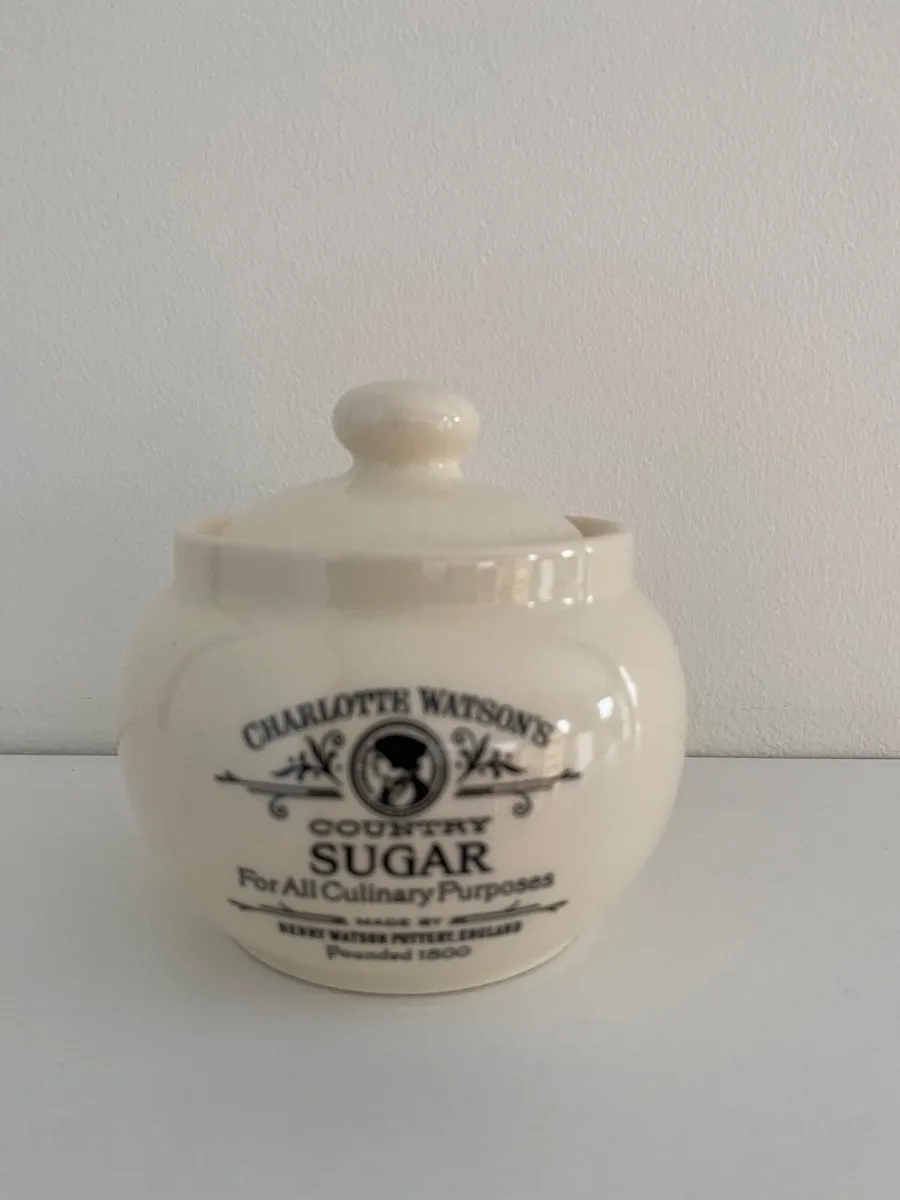 CHARLOTTE WATSON'S
COUNTRY
SUGAR
For All Culinary Purposes
MADE BY
HENRY WATSON POTTERY, ENGLAND
Founded 1800